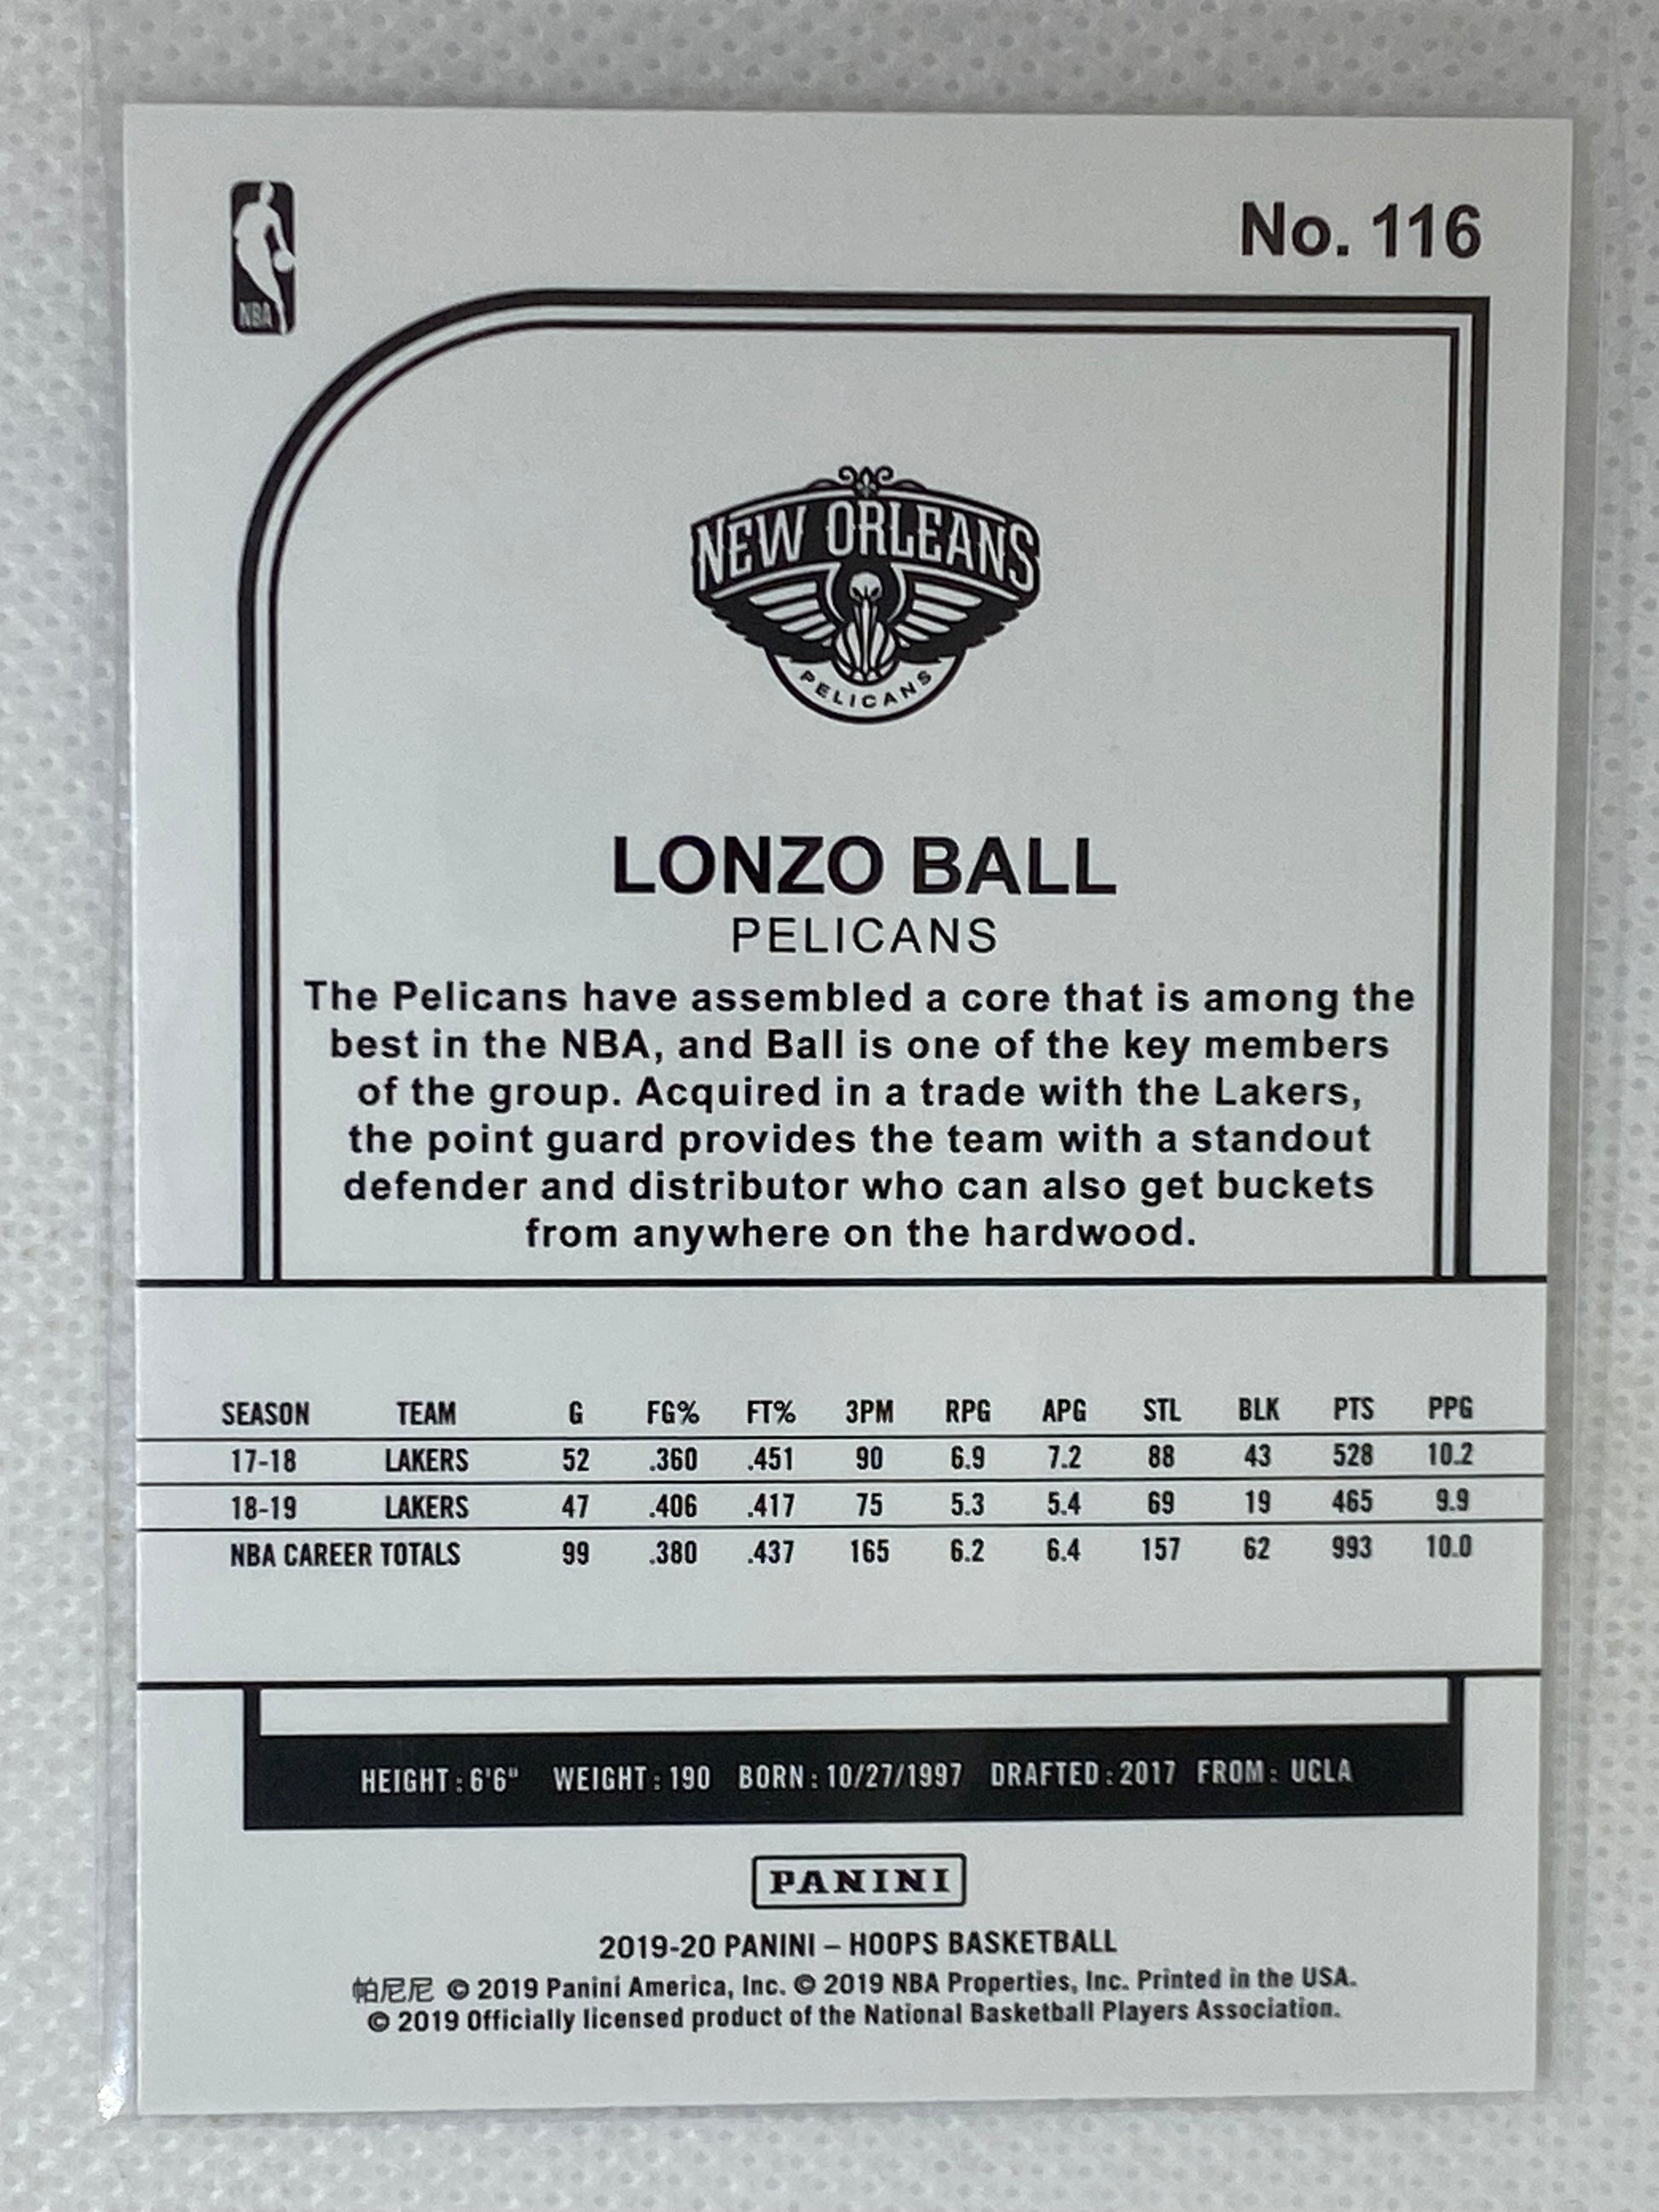 NBA
No. 116
NEW ORLEANS
PELICANS
LONZO BALL
PELICANS
The Pelicans have assembled a core that is among the
best in the NBA, and Ball is one of the key members
of the group. Acquired in a trade with the Lakers,
the point guard provides the team with a standout
defender and distributor who can also get buckets
from anywhere on the hardwood.
SEASON TEAM G FG% FT% 3PM RPG APG STL BLK PTS PPG
17-18 LAKERS 52 .360 .451 90 6.9 7.2 88 43 528 10.2
18-19 LAKERS 47 .406 .417 75 5.3 5.4 69 19 465 9.9
NBA CAREER TOTALS 99 .380 .437 165 6.2 6.4 157 62 993 10.0
HEIGHT: 6'6" WEIGHT: 190 BORN: 10/27/1997 DRAFTED: 2017 FROM: UCLA
PANINI
2019-20 PANINI – HOOPS BASKETBALL
帕尼尼 © 2019 Panini America, Inc. © 2019 NBA Properties, Inc. Printed in the USA.
© 2019 Officially licensed product of the National Basketball Players Association.